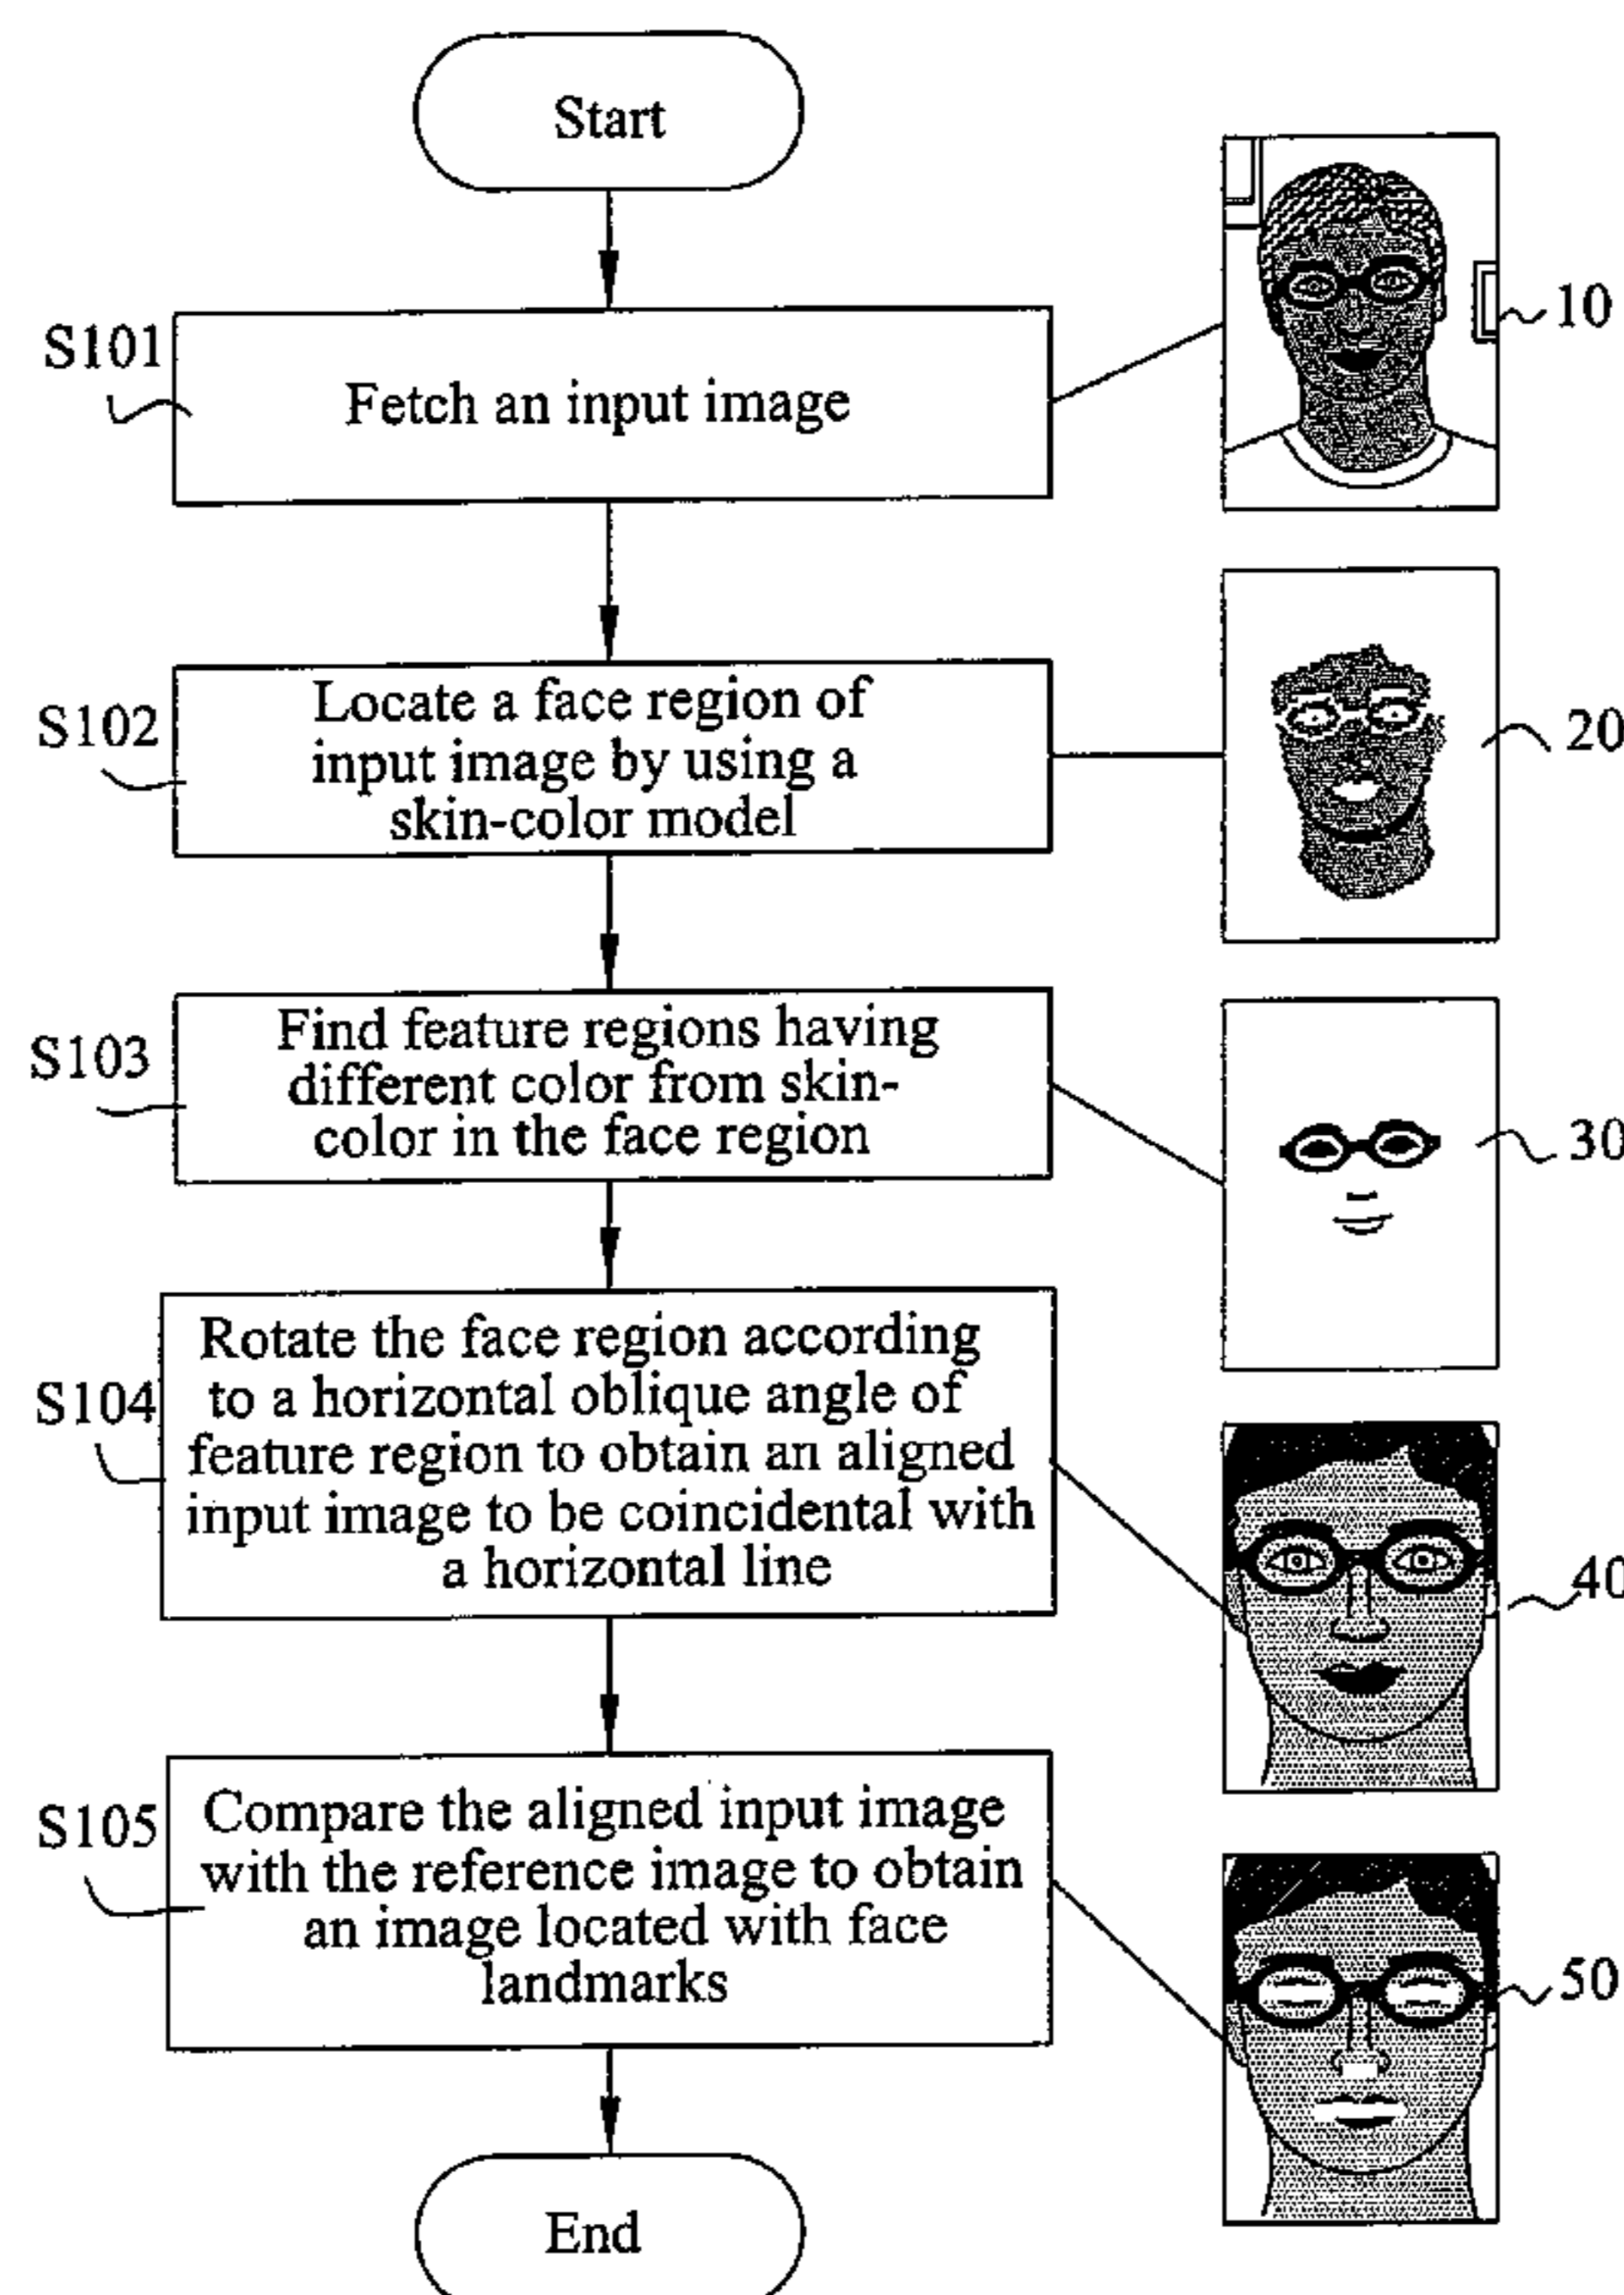 Start
S101
Fetch an input image
10
S102
Locate a face region of
input image by using a
skin-color model
20
S103
Find feature regions having
different color from skin-
color in the face region
30
S104
Rotate the face region according
to a horizontal oblique angle of
feature region to obtain an aligned
input image to be coincidental with
a horizontal line
40
S105
Compare the aligned input image
with the reference image to obtain
an image located with face
landmarks
50
End